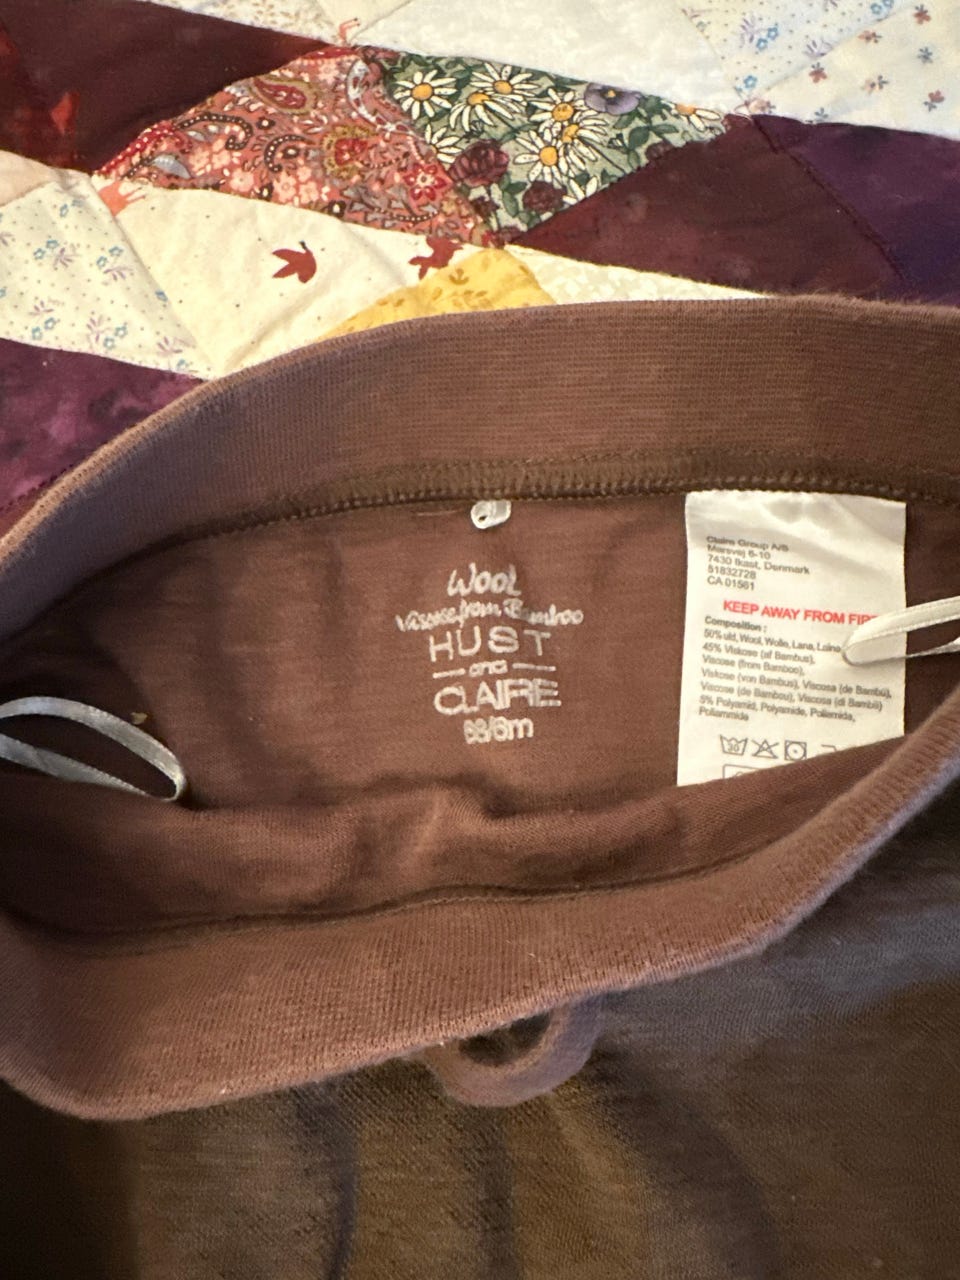 Wool
Viscose from Bamboo
HUST
and
CLAIRE
68/6m
Claire Group A/S
Marsvej 6-10
7430 Ikast, Denmark
51832728
CA 01561
KEEP AWAY FROM FIRE
Composition :
50% uld, Wool, Wolle, Lana, Laine
45% Viskose (af Bambus),
Viscose (from Bamboo),
Viskose (von Bambus), Viscosa (de Bambú),
Viscose (de Bambou), Viscosa (di Bambù)
5% Polyamid, Polyamide, Poliamida,
Poliammide
30